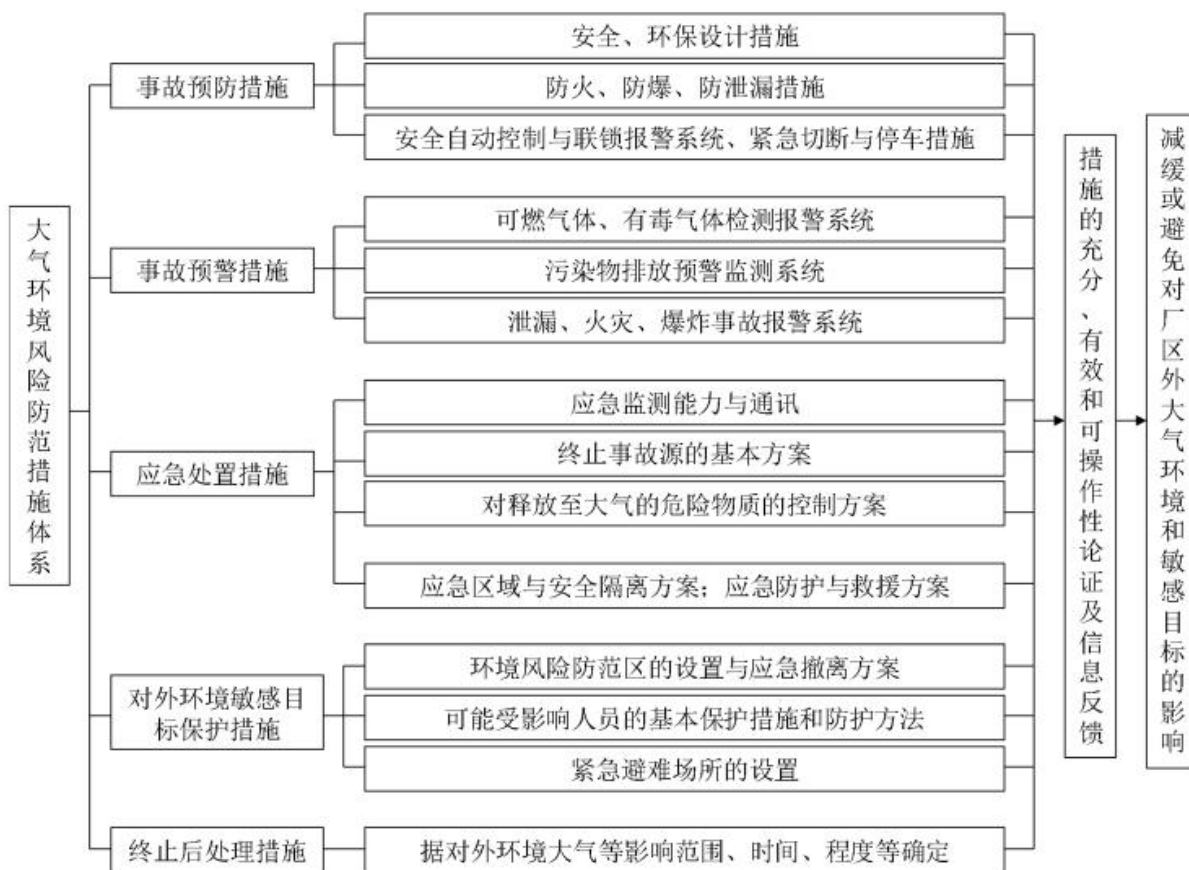 大气环境风险防范措施体系
事故预防措施
安全、环保设计措施
防火、防爆、防泄漏措施
安全自动控制与联锁报警系统、紧急切断与停车措施
事故预警措施
可燃气体、有毒气体检测报警系统
污染物排放预警监测系统
泄漏、火灾、爆炸事故报警系统
应急处置措施
应急监测能力与通讯
终止事故源的基本方案
对释放至大气的危险物质的控制方案
应急区域与安全隔离方案；应急防护与救援方案
对外环境敏感目
标保护措施
环境风险防范区的设置与应急撤离方案
可能受影响人员的基本保护措施和防护方法
紧急避难场所的设置
终止后处理措施
据对外环境大气等影响范围、时间、程度等确定
措施的充分、有效和可操作性论证及信息反馈
减缓或避免对厂区外大气环境和敏感目标的影响